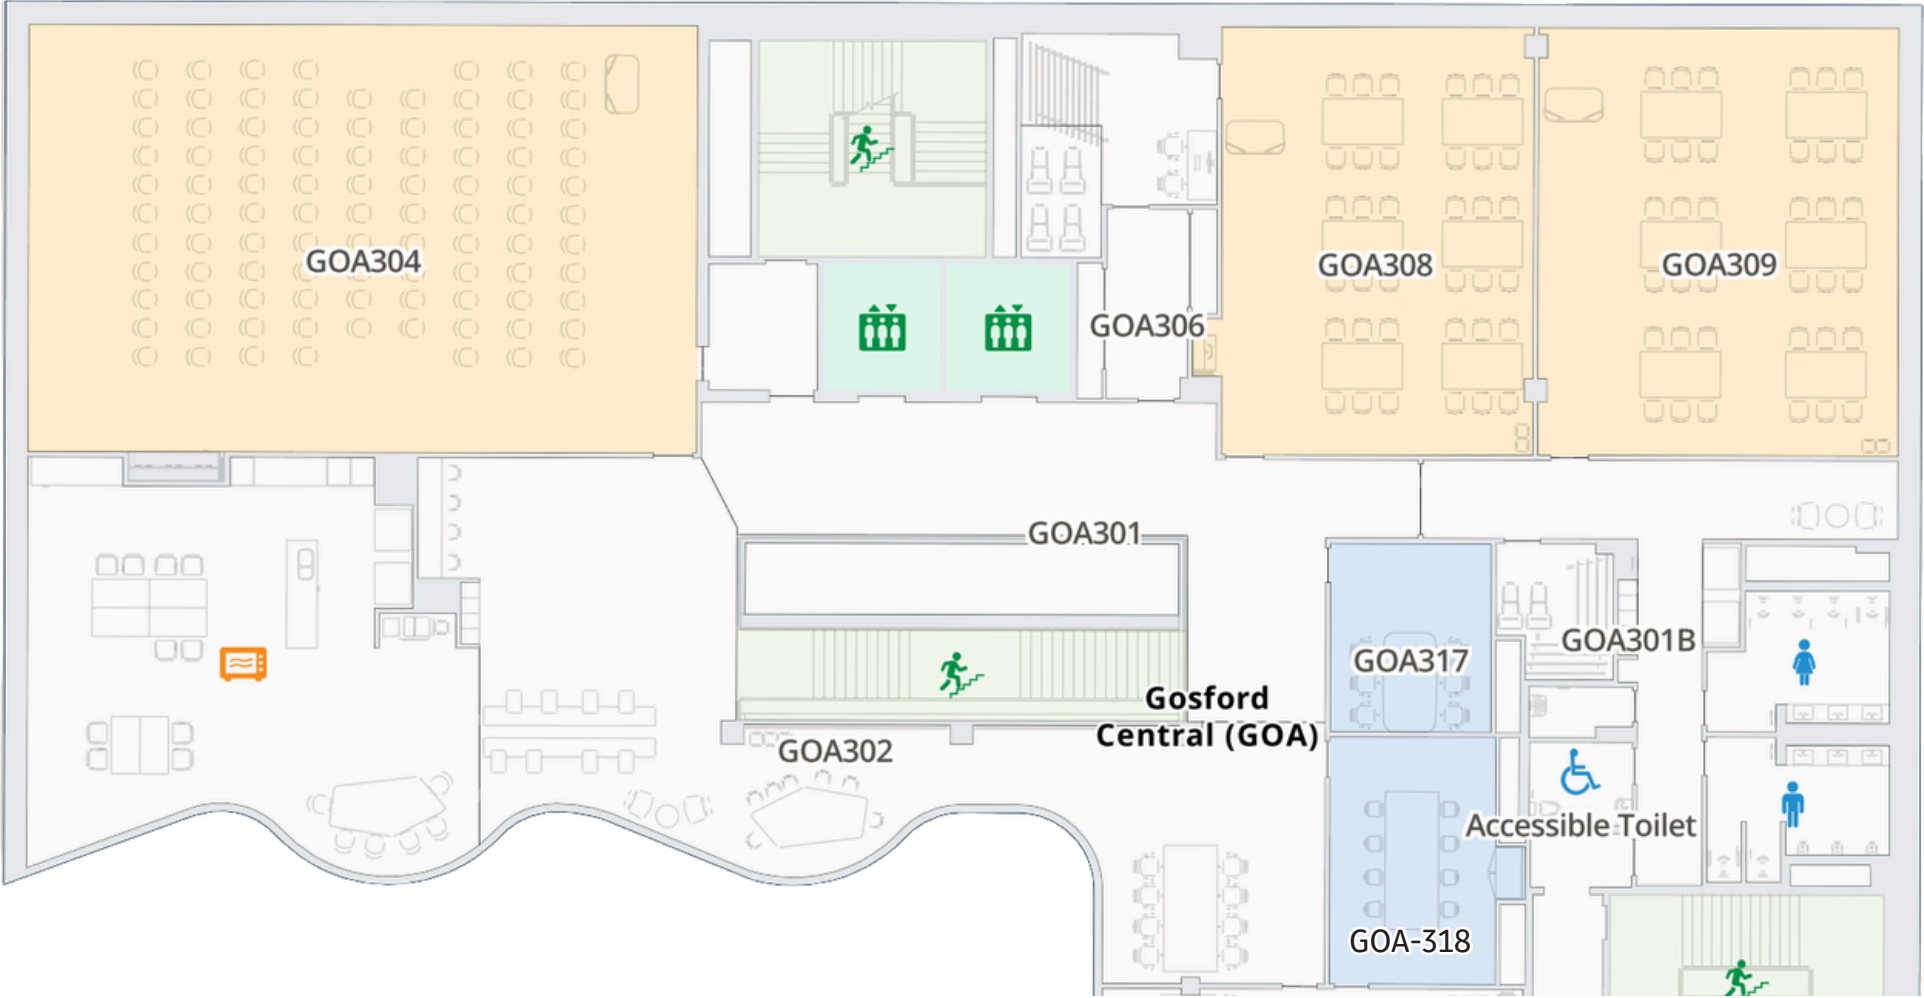 GOA304
GOA308
GOA309
GOA306
GOA301
GOA301B
GOA317
Gosford
Central (GOA)
GOA302
Accessible Toilet
GOA-318